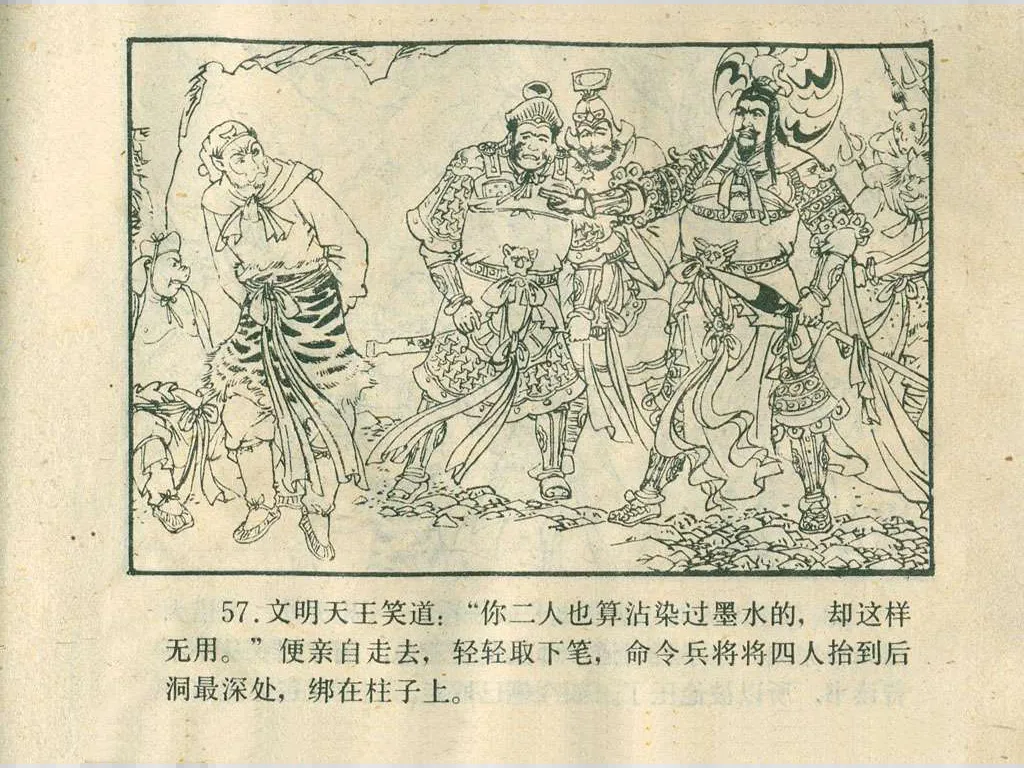 57.文明天王笑道：“你二人也算沾染过墨水的，却这样
无用。”便亲自走去，轻轻取下笔，命令兵将将四人抬到后
洞最深处，绑在柱子上。